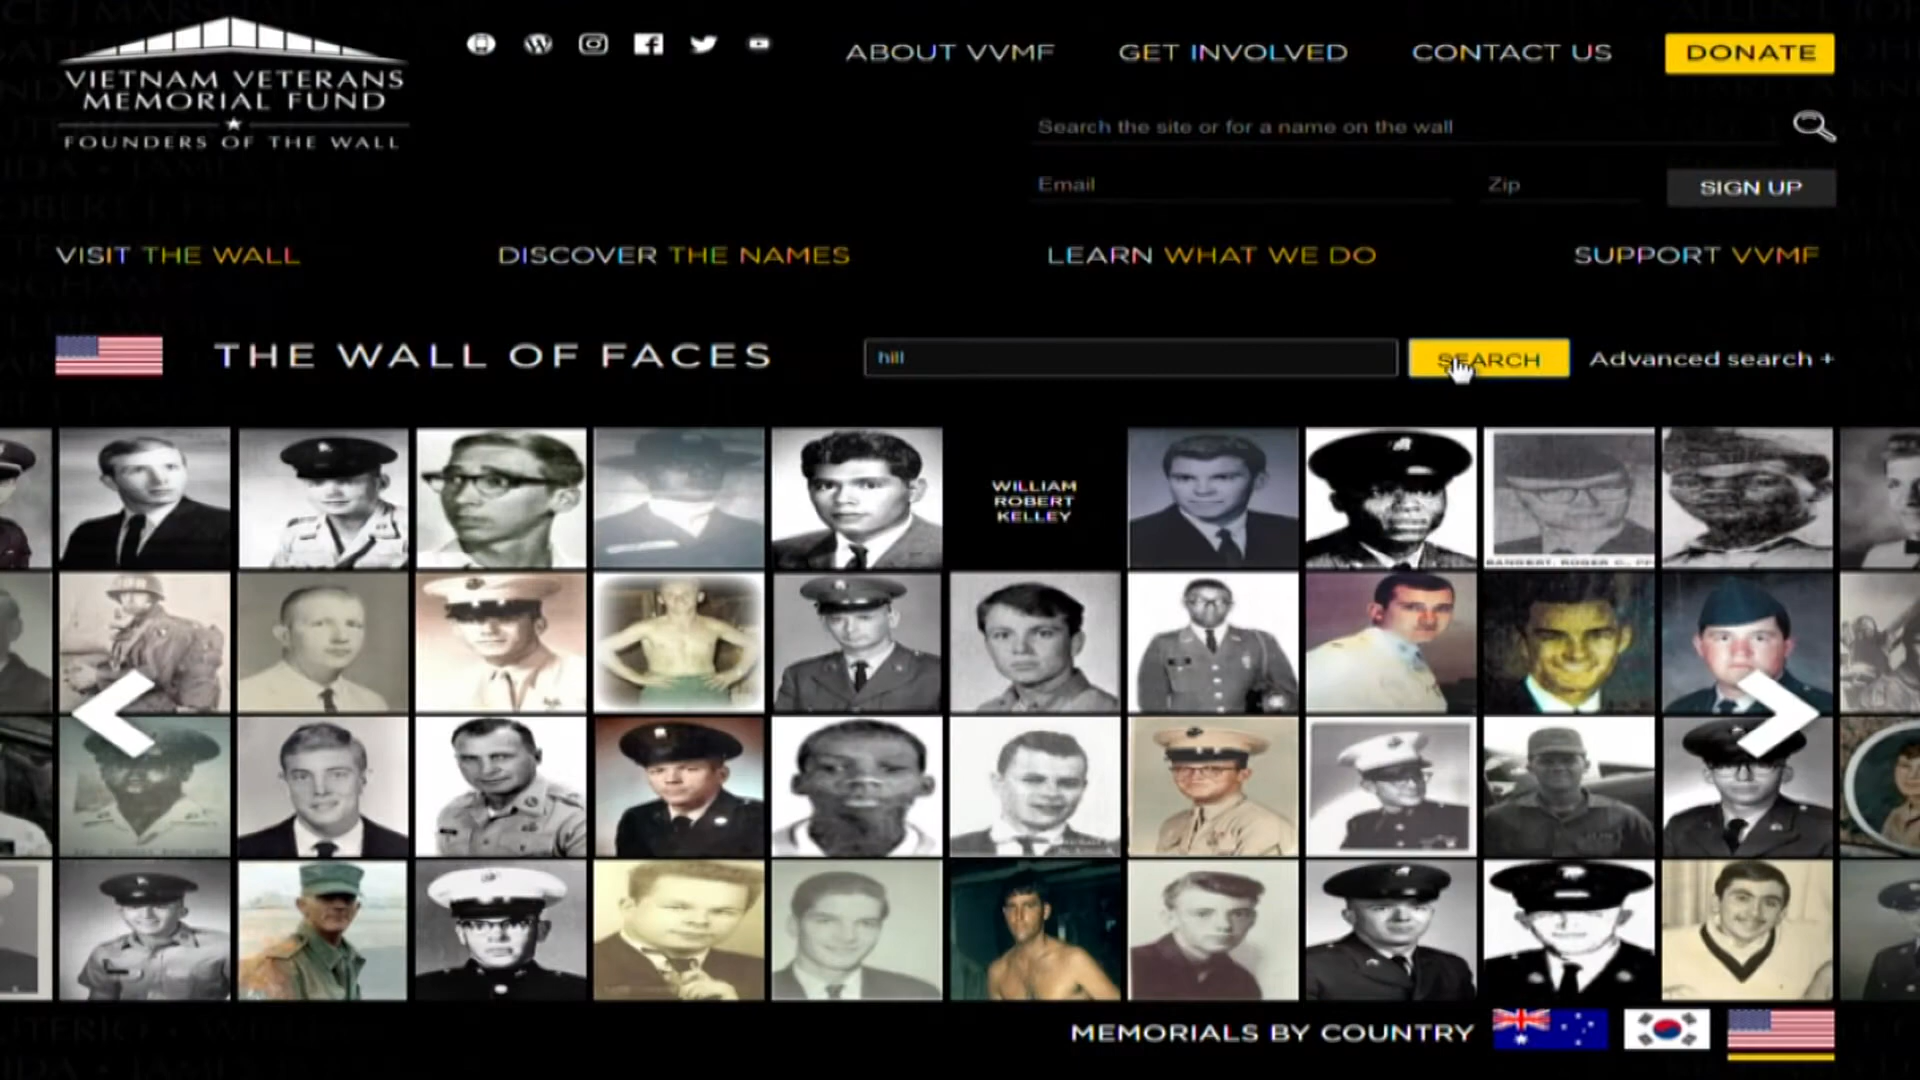 VIETNAM VETERANS
MEMORIAL FUND
FOUNDERS OF THE WALL
ABOUT VVMF
GET INVOLVED
CONTACT US
DONATE
Search the site or for a name on the wall
Email
Zip
SIGN UP
VISIT THE WALL
DISCOVER THE NAMES
LEARN WHAT WE DO
SUPPORT VVMF
THE WALL OF FACES
hill
SEARCH
Advanced search +
WILLIAM
ROBERT
KELLEY
MEMORIALS BY COUNTRY